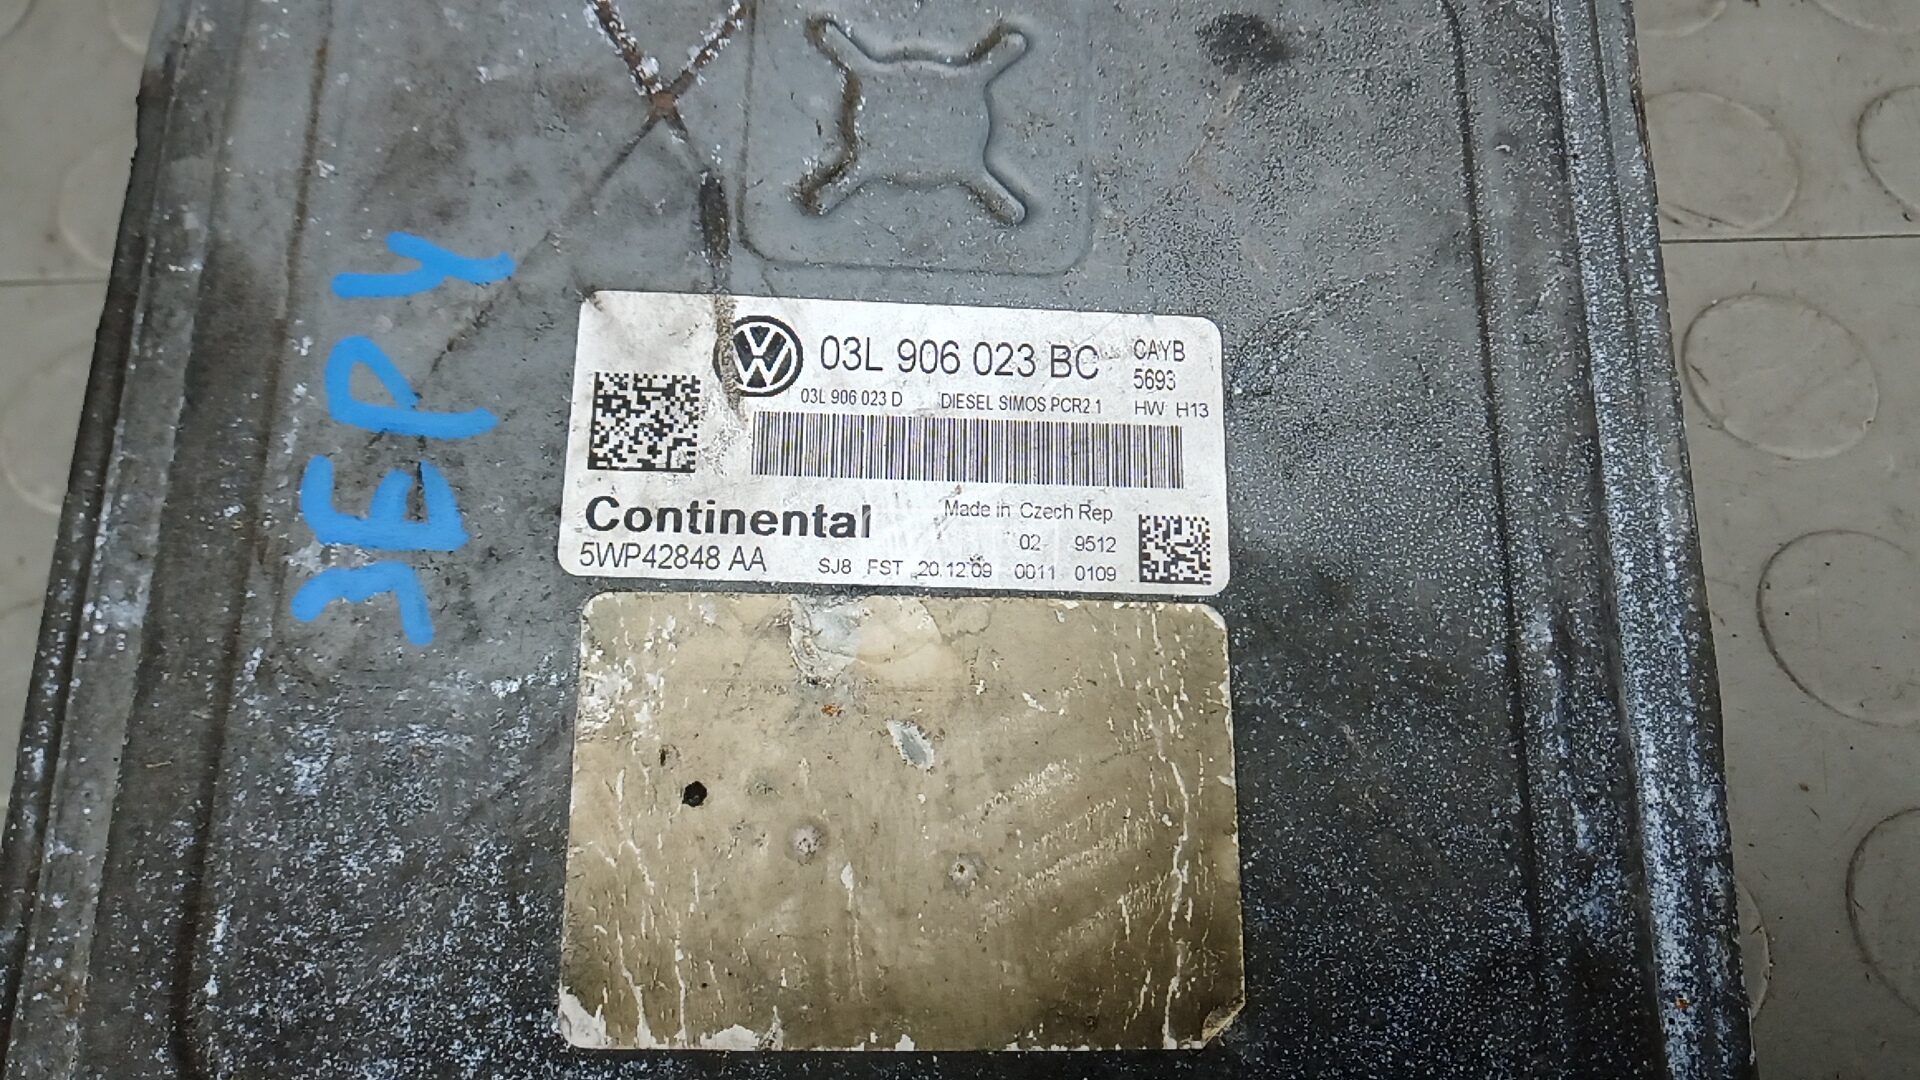 03L 906 023 BC CAYB
5693
03L 906 023 D DIESEL SIMOS PCR2.1 HW H13
Continental Made in Czech Rep
02- 9512
5WP42848 AA SJ8 FST 20.12.09 0011 0109